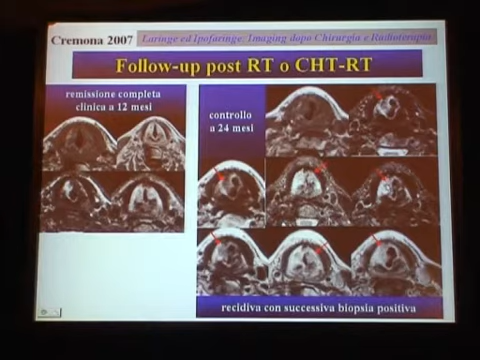 Cremona 2007
Laringe ed Ipofaringe: Imaging dopo Chirurgia e Radioterapia
Follow-up post RT o CHT-RT
remissione completa
clinica a 12 mesi
controllo
a 24 mesi
recidiva con successiva biopsia positiva